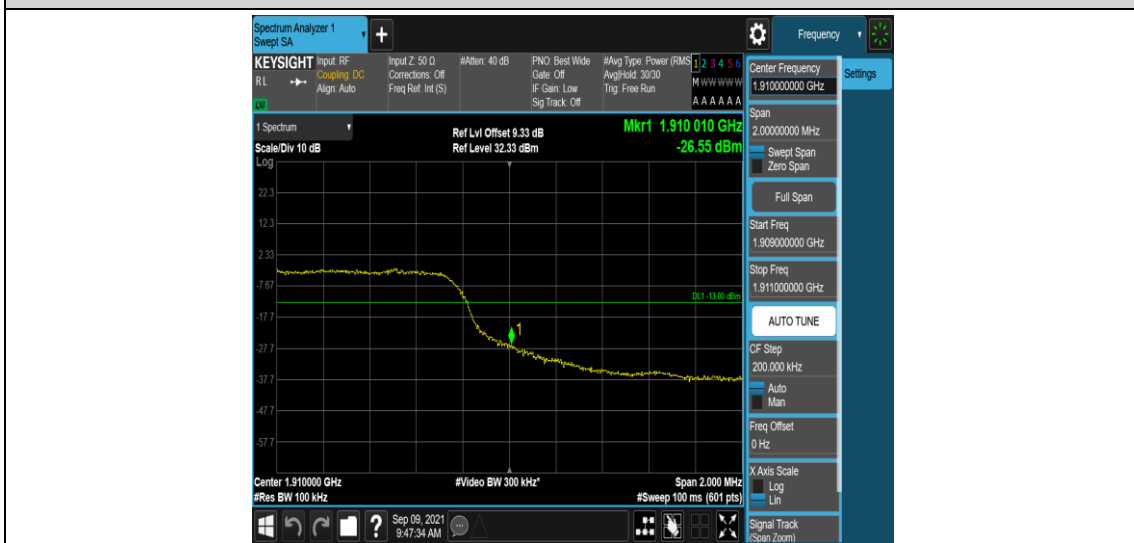 Spectrum Analyzer 1
Swept SA
Frequency
KEYSIGHT
RL
Input: RF
Coupling: DC
Align: Auto
Input Z: 50 Ω
Corrections: Off
Freq Ref: Int (S)
#Atten: 40 dB
PNO: Best Wide
Gate: Off
IF Gain: Low
Sig Track: Off
#Avg Type: Power (RMS
Avg|Hold: 30/30
Trig: Free Run
1 2 3 4 5 6
M W W W W W
A A A A A A
Center Frequency
1.910000000 GHz
Settings
Span
2.00000000 MHz
Swept Span
Zero Span
Full Span
Start Freq
1.909000000 GHz
Stop Freq
1.911000000 GHz
AUTO TUNE
CF Step
200.000 kHz
Auto
Man
Freq Offset
0 Hz
X Axis Scale
Log
Lin
Signal Track
(Span Zoom)
1 Spectrum
Scale/Div 10 dB
Log
Ref Lvl Offset 9.33 dB
Ref Level 32.33 dBm
Mkr1 1.910 010 GHz
-26.55 dBm
22.3
12.3
2.33
-7.67
DL1 -13.00 dBm
-17.7
1
-27.7
-37.7
-47.7
-57.7
Center 1.910000 GHz
#Video BW 300 kHz*
Span 2.000 MHz
#Res BW 100 kHz
#Sweep 100 ms (601 pts)
?
Sep 09, 2021
9:47:34 AM